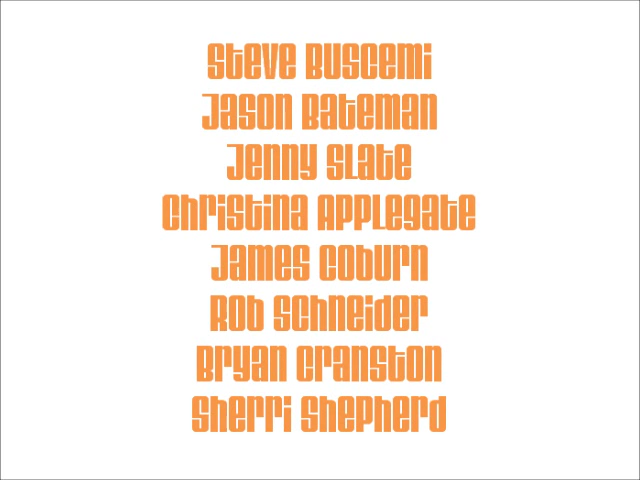 Steve Buscemi
Jason Bateman
Jenny Slate
Christina Applegate
James Coburn
Rob Schneider
Bryan Cranston
Sherri Shepherd